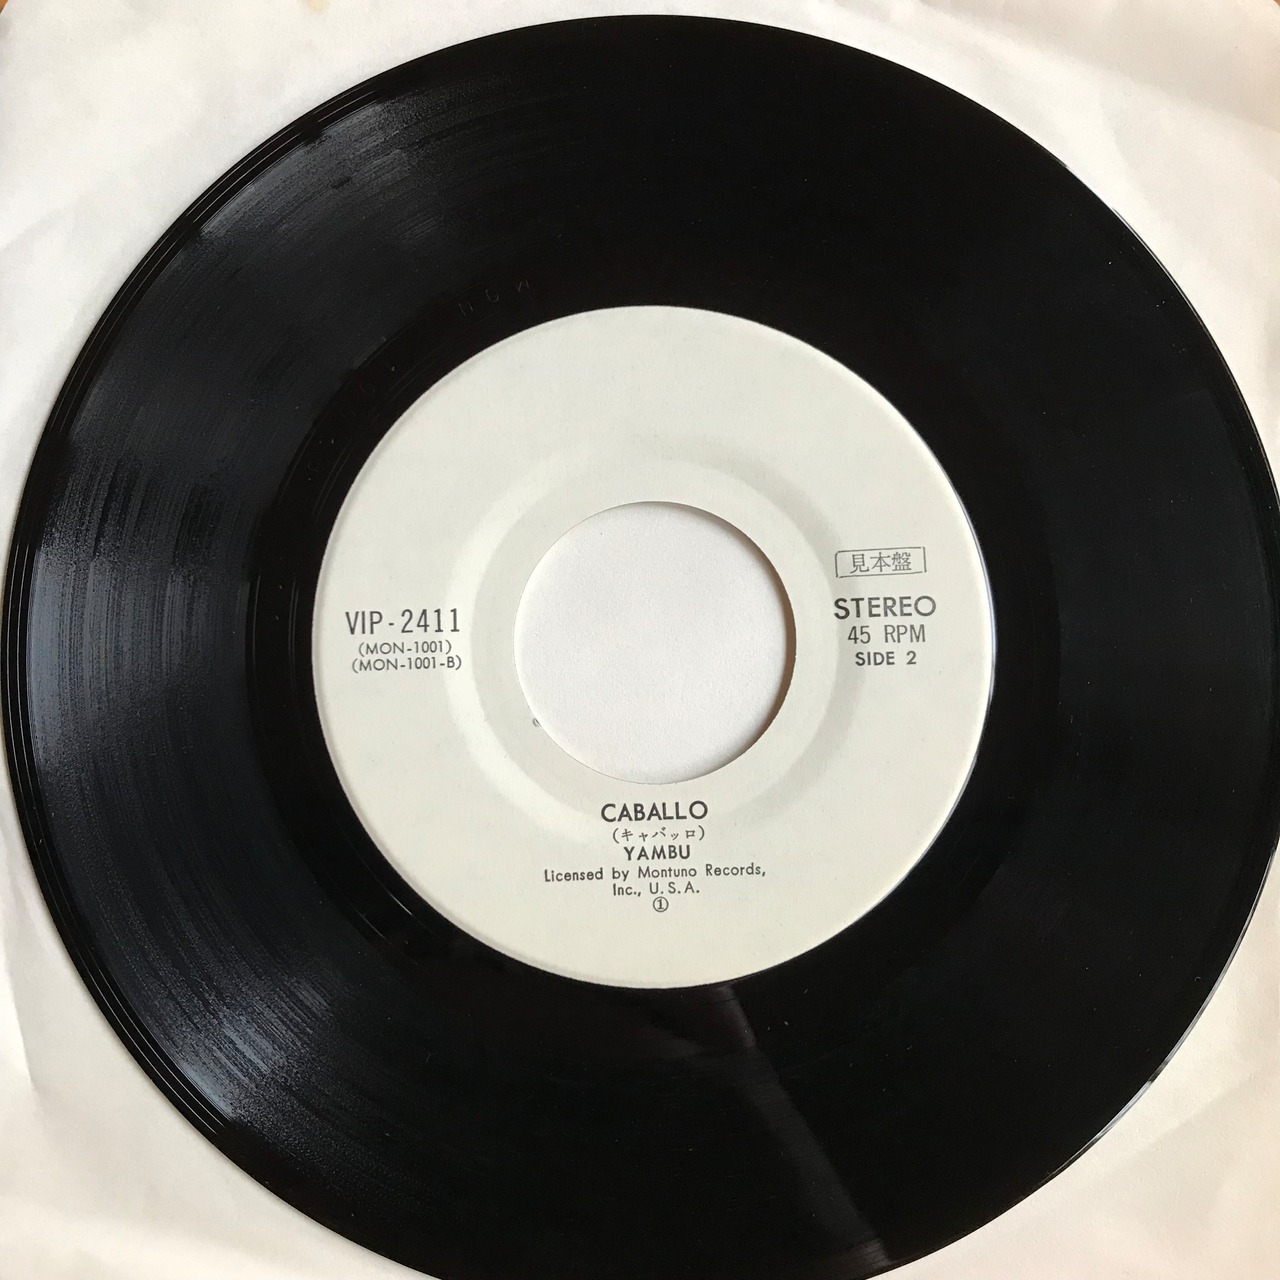 見本盤
VIP-2411
(MON-1001)
(MON-1001-B)
STEREO
45 RPM
SIDE 2
CABALLO
(キャバッロ)
YAMBU
Licensed by Montuno Records,
Inc., U.S.A.
①